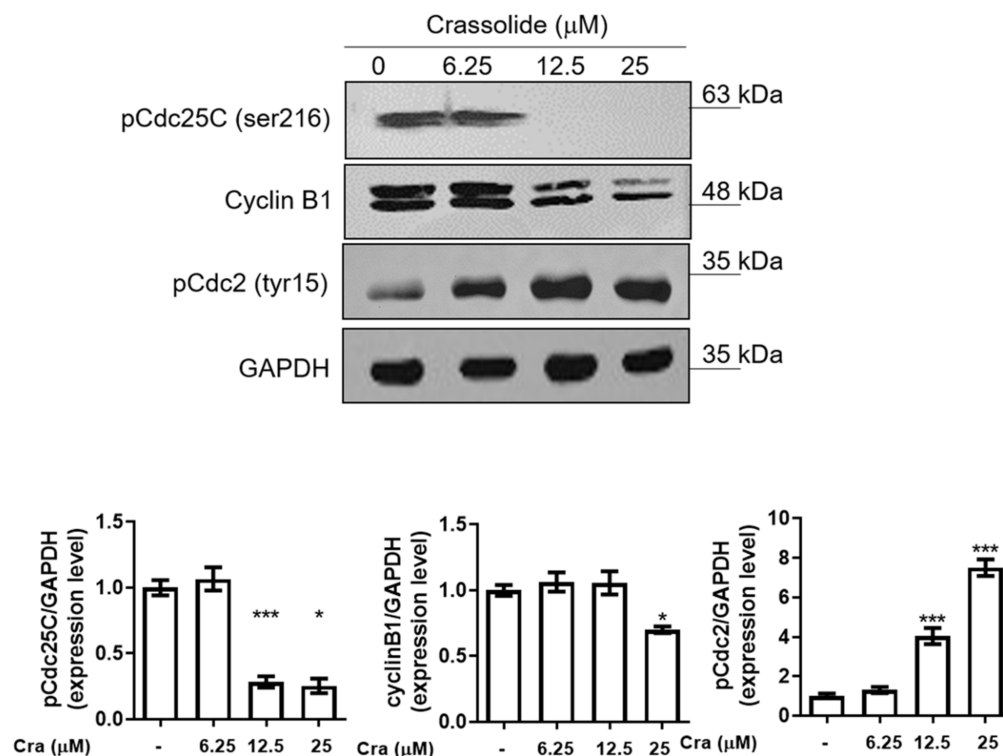 Crassolide (μM)
0 6.25 12.5 25
pCdc25C (ser216)
63 kDa
Cyclin B1
48 kDa
pCdc2 (tyr15)
35 kDa
GAPDH
35 kDa
pCdc25C/GAPDH
(expression level)
1.5
1.0
0.5
0.0
*** *
Cra (μM) - 6.25 12.5 25
cyclinB1/GAPDH
(expression level)
1.5
1.0
0.5
0.0
*
Cra (μM) - 6.25 12.5 25
pCdc2/GAPDH
(expression level)
10
8
6
4
2
0
*** ***
Cra (μM) - 6.25 12.5 25